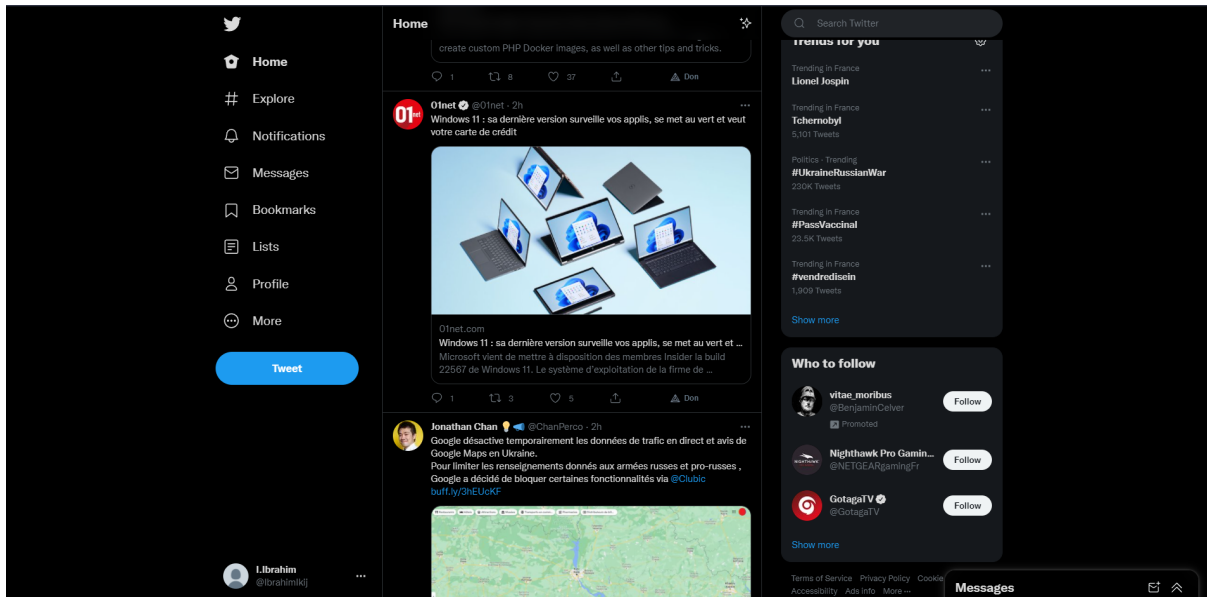 Home
Explore
Notifications
Messages
Bookmarks
Lists
Profile
More
Tweet
I.Ibrahim
@IbrahimIkij
Home
create custom PHP Docker images, as well as other tips and tricks.
1 8 37 Don
01net @01net · 2h
Windows 11 : sa dernière version surveille vos applis, se met au vert et veut
votre carte de crédit
01net.com
Windows 11 : sa dernière version surveille vos applis, se met au vert et ...
Microsoft vient de mettre à disposition des membres Insider la build
22567 de Windows 11. Le système d'exploitation de la firme de ...
1 3 5 Don
Jonathan Chan @ChanPerco · 2h
Google désactive temporairement les données de trafic en direct et avis de
Google Maps en Ukraine.
Pour limiter les renseignements donnés aux armées russes et pro-russes ,
Google a décidé de bloquer certaines fonctionnalités via @Clubic
buff.ly/3hEUcKF
Search Twitter
Trends for you
Trending in France
Lionel Jospin
Trending in France
Tchernobyl
5,101 Tweets
Politics · Trending
#UkraineRussianWar
230K Tweets
Trending in France
#PassVaccinal
23.5K Tweets
Trending in France
#vendredisein
1,909 Tweets
Show more
Who to follow
vitae_moribus
@BenjaminCelver
Follow
Promoted
Nighthawk Pro Gamin...
@NETGEARgamingFr
Follow
GotagaTV
@GotagaTV
Follow
Show more
Terms of Service Privacy Policy Cookie
Accessibility Ads info More ...
Messages